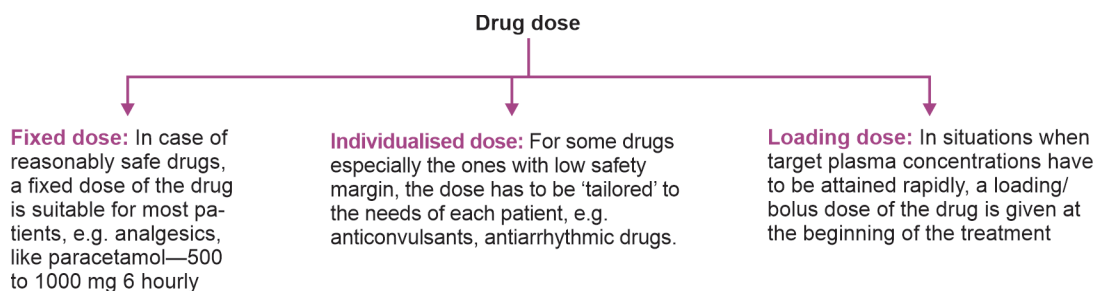 Drug dose
Fixed dose: In case of
reasonably safe drugs,
a fixed dose of the drug
is suitable for most pa-
tients, e.g. analgesics,
like paracetamol—500
to 1000 mg 6 hourly
Individualised dose: For some drugs
especially the ones with low safety
margin, the dose has to be ‘tailored’ to
the needs of each patient, e.g.
anticonvulsants, antiarrhythmic drugs.
Loading dose: In situations when
target plasma concentrations have
to be attained rapidly, a loading/
bolus dose of the drug is given at
the beginning of the treatment